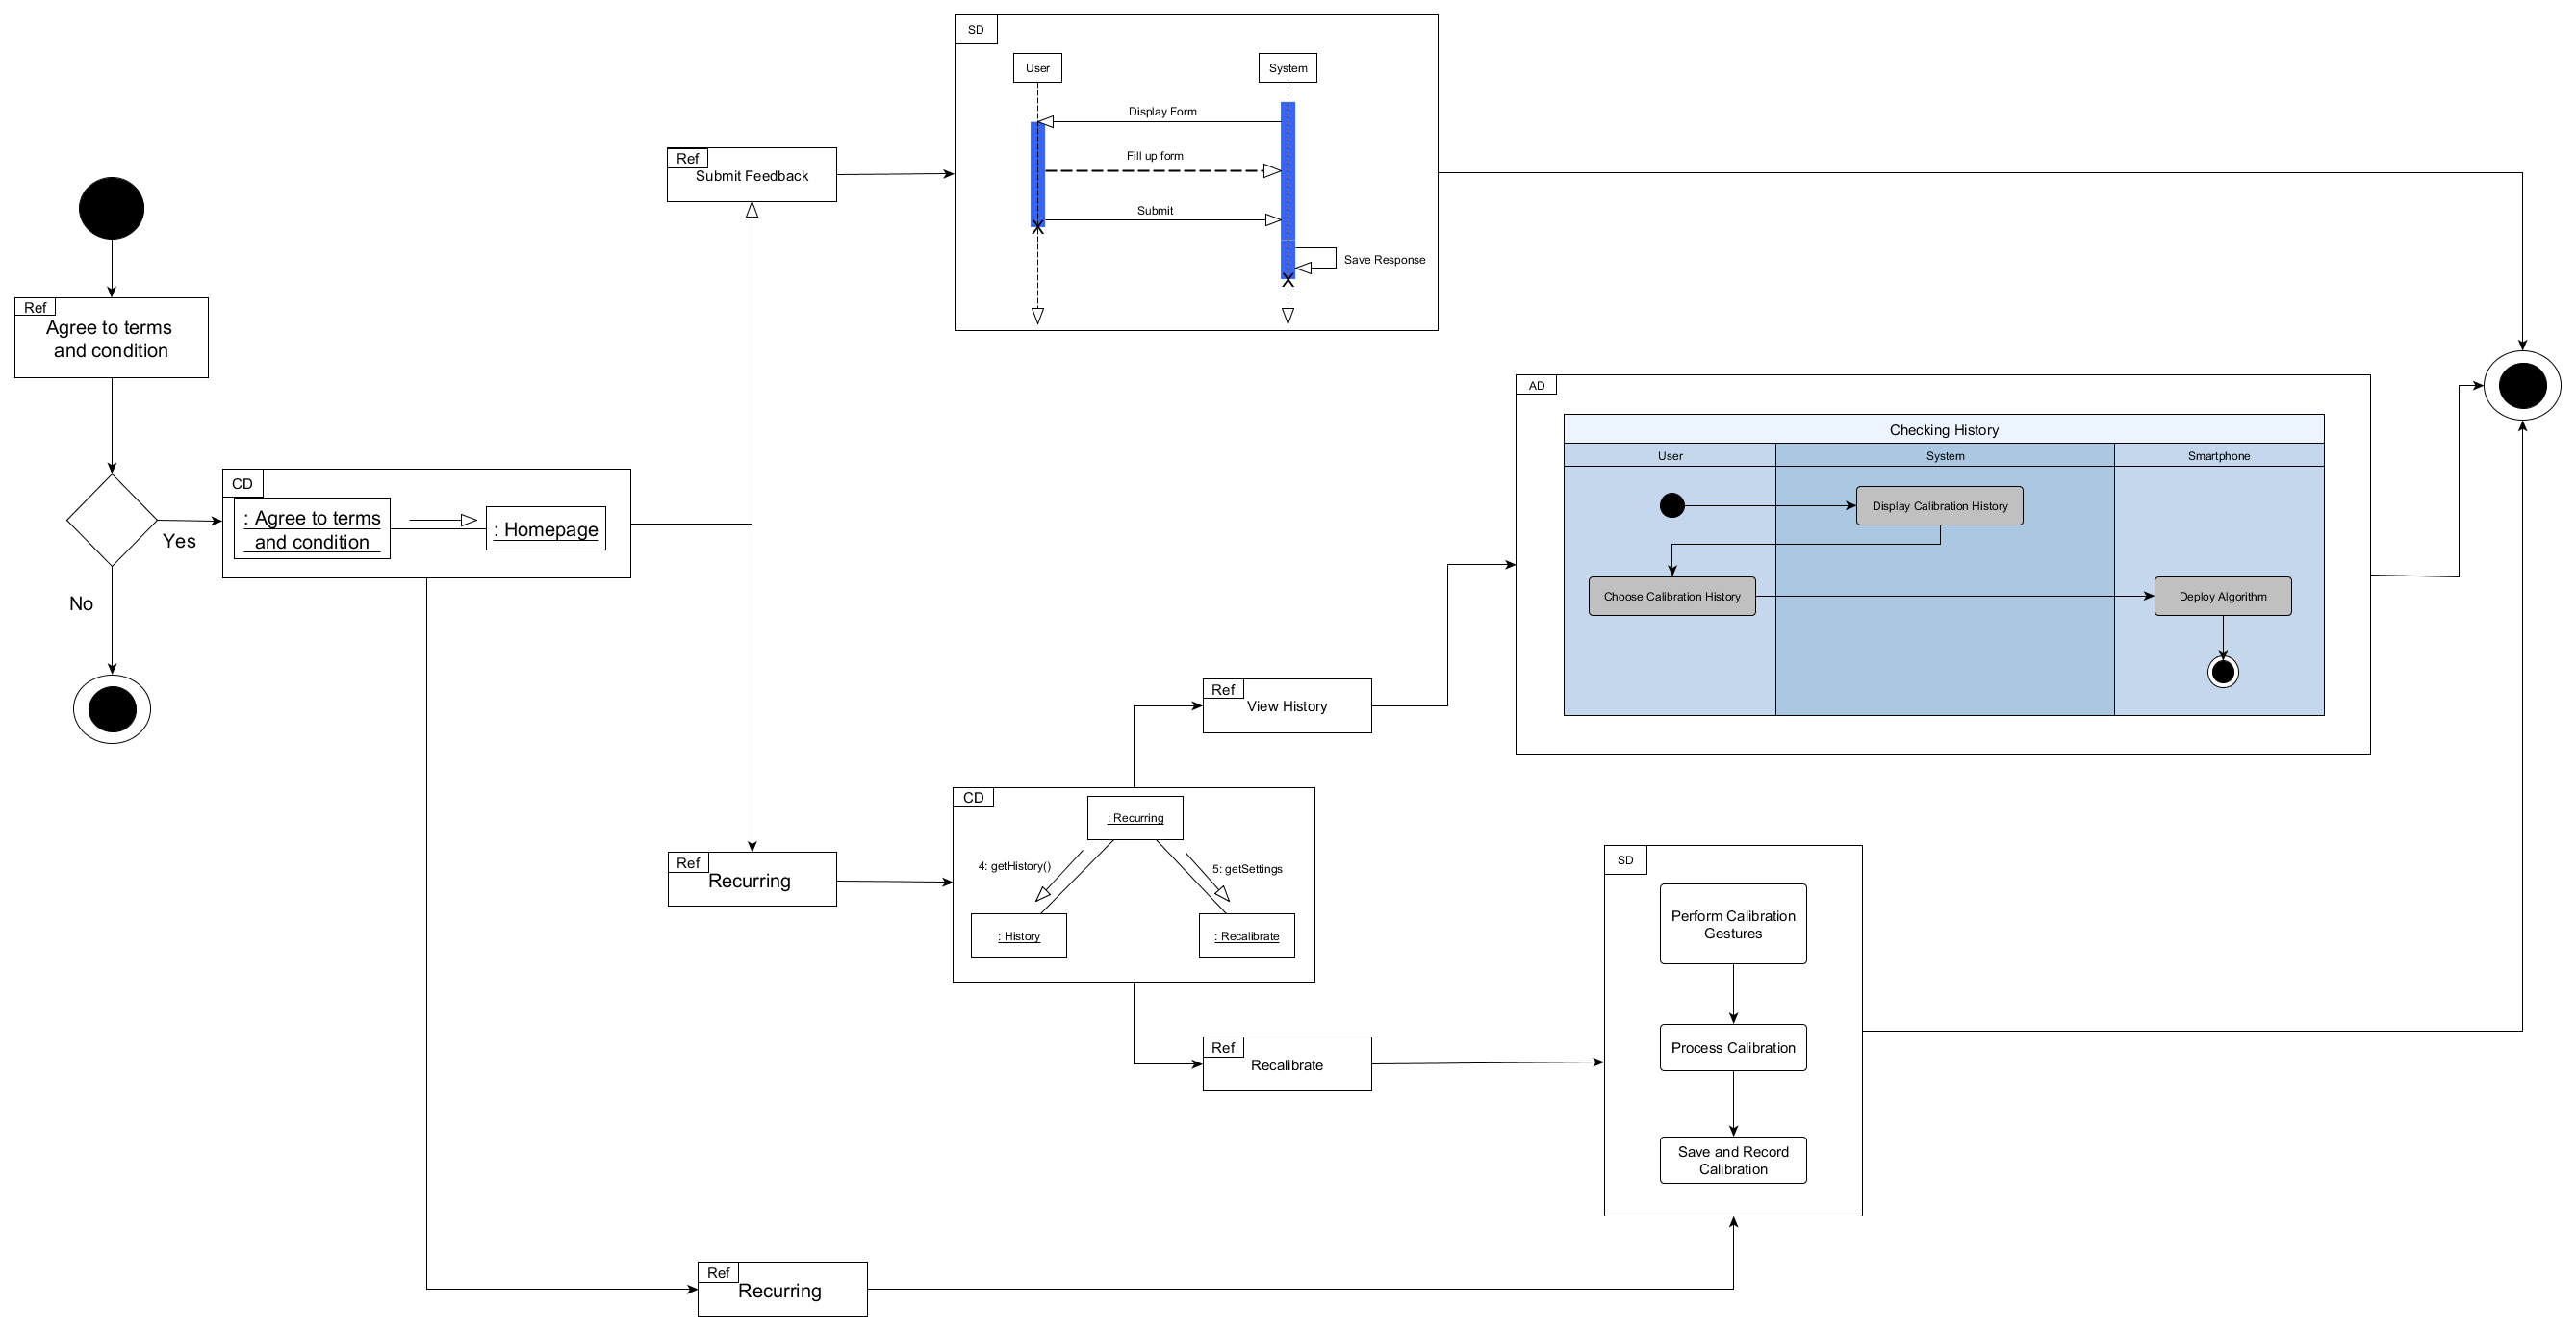 SD
User
System
Display Form
Fill up form
Submit
Save Response
Ref
Submit Feedback
Ref
Agree to terms
and condition
Yes
No
CD
: Agree to terms
and condition
: Homepage
AD
Checking History
User
System
Smartphone
Display Calibration History
Choose Calibration History
Deploy Algorithm
Ref
View History
Ref
Recurring
CD
: Recurring
4: getHistory()
5: getSettings
: History
: Recalibrate
Ref
Recalibrate
SD
Perform Calibration
Gestures
Process Calibration
Save and Record
Calibration
Ref
Recurring
X
X